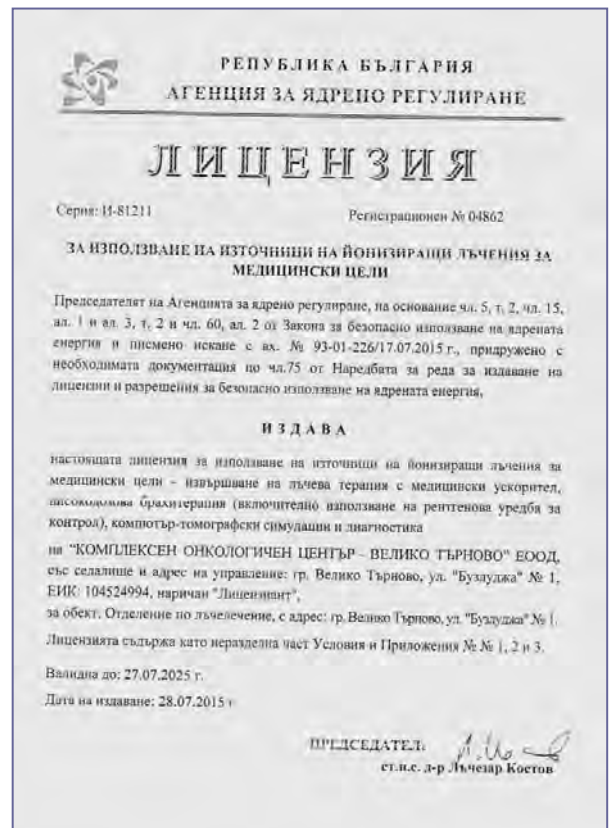 РЕПУБЛИКА БЪЛГАРИЯ
АГЕНЦИЯ ЗА ЯДРЕНО РЕГУЛИРАНЕ
ЛИЦЕНЗИЯ
Серия: И-81211 Регистрационен № 04862
ЗА ИЗПОЛЗВАНЕ НА ИЗТОЧНИЦИ НА ЙОНИЗИРАЩИ ЛЪЧЕНИЯ ЗА
МЕДИЦИНСКИ ЦЕЛИ
Председателят на Агенцията за ядрено регулиране, на основание чл. 5, т. 2, чл. 15,
ал. 1 и ал. 3, т. 2 и чл. 60, ал. 2 от Закона за безопасно използване на ядрената
енергия и писмено искане с вх. № 93-01-226/17.07.2015 г., придружено с
необходимата документация по чл.75 от Наредбата за реда за издаване на
лицензии и разрешения за безопасно използване на ядрената енергия,
ИЗДАВА
настоящата лицензия за използване на източници на йонизиращи лъчения за
медицински цели – извършване на лъчева терапия с медицински ускорител,
високодозова брахитерапия (включително използване на рентгенова уредба за
контрол), компютър-томографски симулации и диагностика
на "КОМПЛЕКСЕН ОНКОЛОГИЧЕН ЦЕНТЪР – ВЕЛИКО ТЪРНОВО" ЕООД,
със седалище и адрес на управление: гр. Велико Търново, ул. "Бузлуджа" № 1,
ЕИК: 104524994, наричан "Лицензиант",
за обект: Отделение по лъчелечение, с адрес: гр. Велико Търново, ул. "Бузлуджа" № 1.
Лицензията съдържа като неразделна част Условия и Приложения № № 1, 2 и 3.
Валидна до: 27.07.2025 г.
Дата на издаване: 28.07.2015 г.
ПРЕДСЕДАТЕЛ:
ст.н.с. д-р Лъчезар Костов